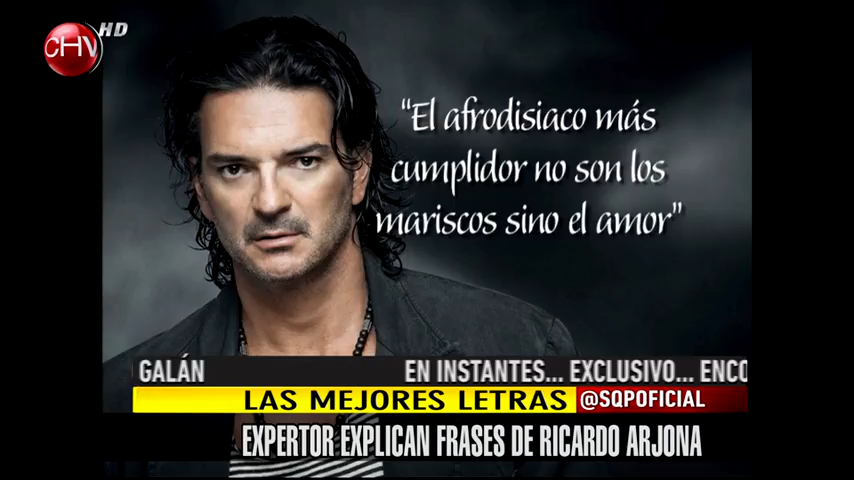 CHV HD
"El afrodisiaco más
cumplidor no son los
mariscos sino el amor"
GALÁN EN INSTANTES... EXCLUSIVO... ENCO
LAS MEJORES LETRAS @SQPOFICIAL
EXPERTOR EXPLICAN FRASES DE RICARDO ARJONA